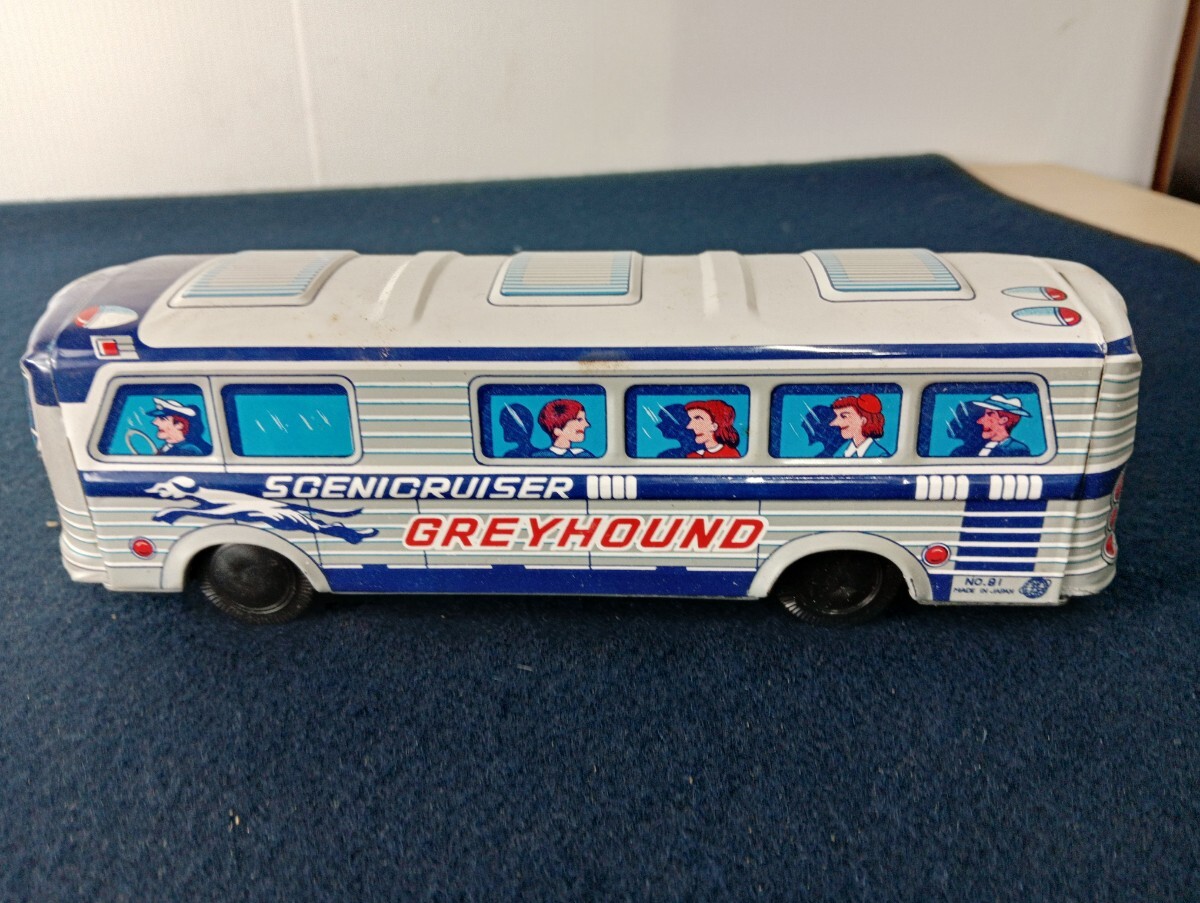 SCENICRUISER
GREYHOUND
NO.81
MADE IN JAPAN